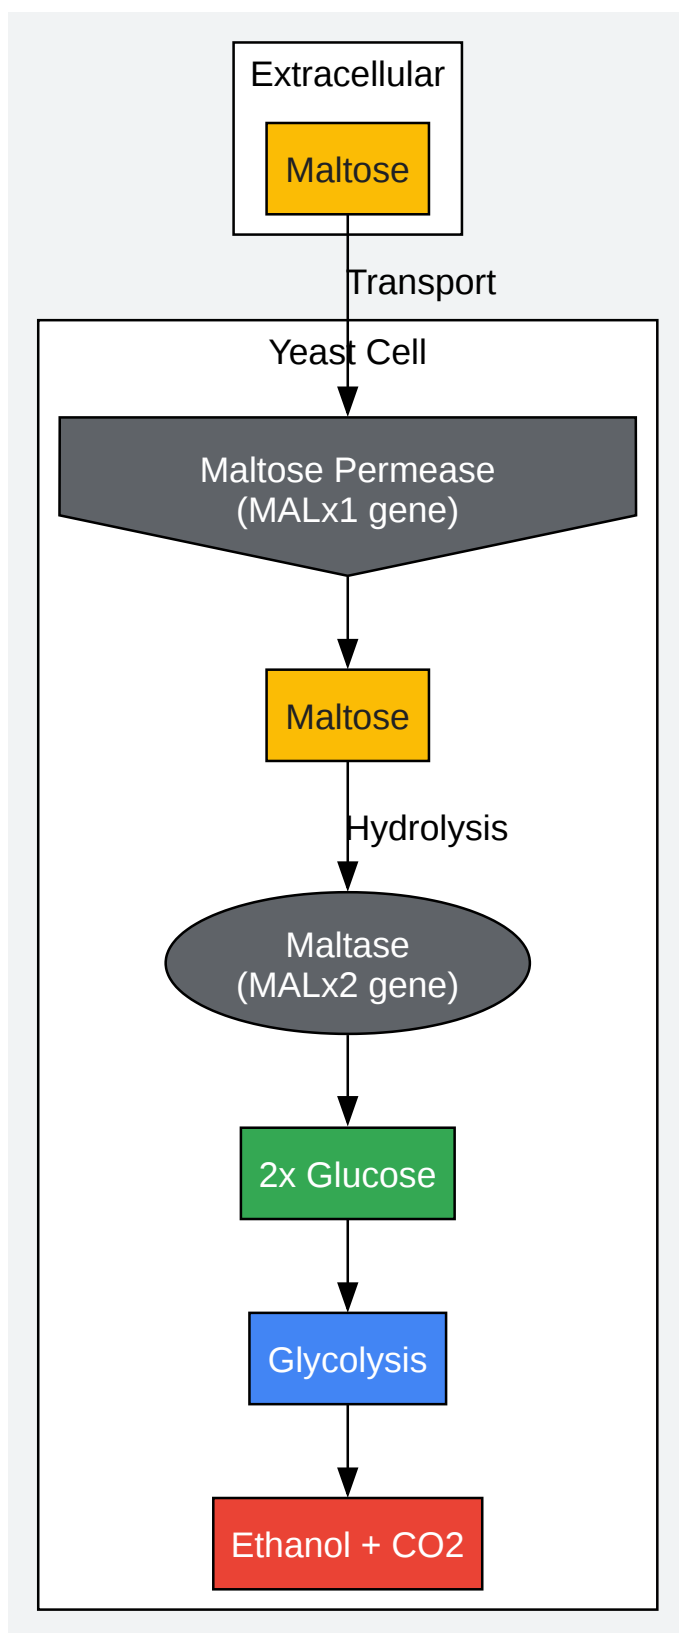 Extracellular
Maltose
Transport
Yeast Cell
Maltose Permease
(MALx1 gene)
Maltose
Hydrolysis
Maltase
(MALx2 gene)
2x Glucose
Glycolysis
Ethanol + CO2